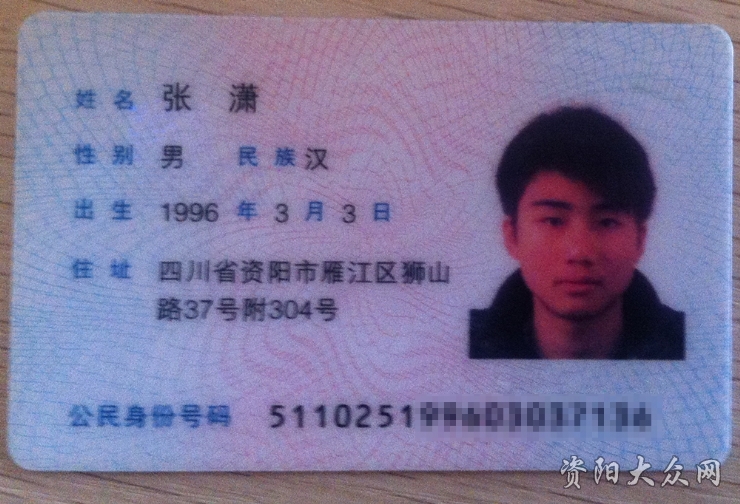 姓名 张 潇
性别 男 民族 汉
出生 1996 年 3 月 3 日
住址 四川省资阳市雁江区狮山
路37号附304号
公民身份号码 51102519
资阳大众网